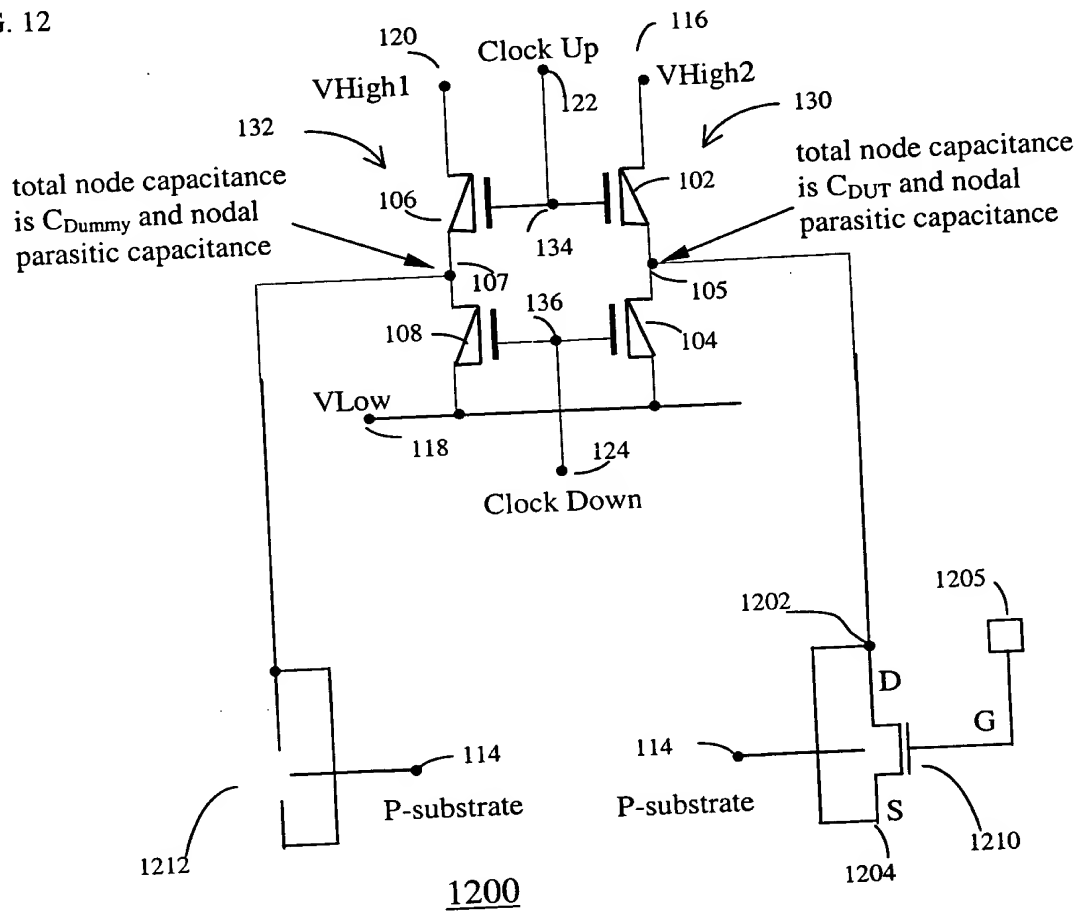 G. 12
120
116
Clock Up
VHigh1
VHigh2
122
132
130
total node capacitance
is CDummy and nodal
parasitic capacitance
total node capacitance
is CDUT and nodal
parasitic capacitance
106
102
134
107
105
136
108
104
VLow
118
124
Clock Down
1205
1202
D
G
114
114
P-substrate
P-substrate
S
1212
1210
1204
1200